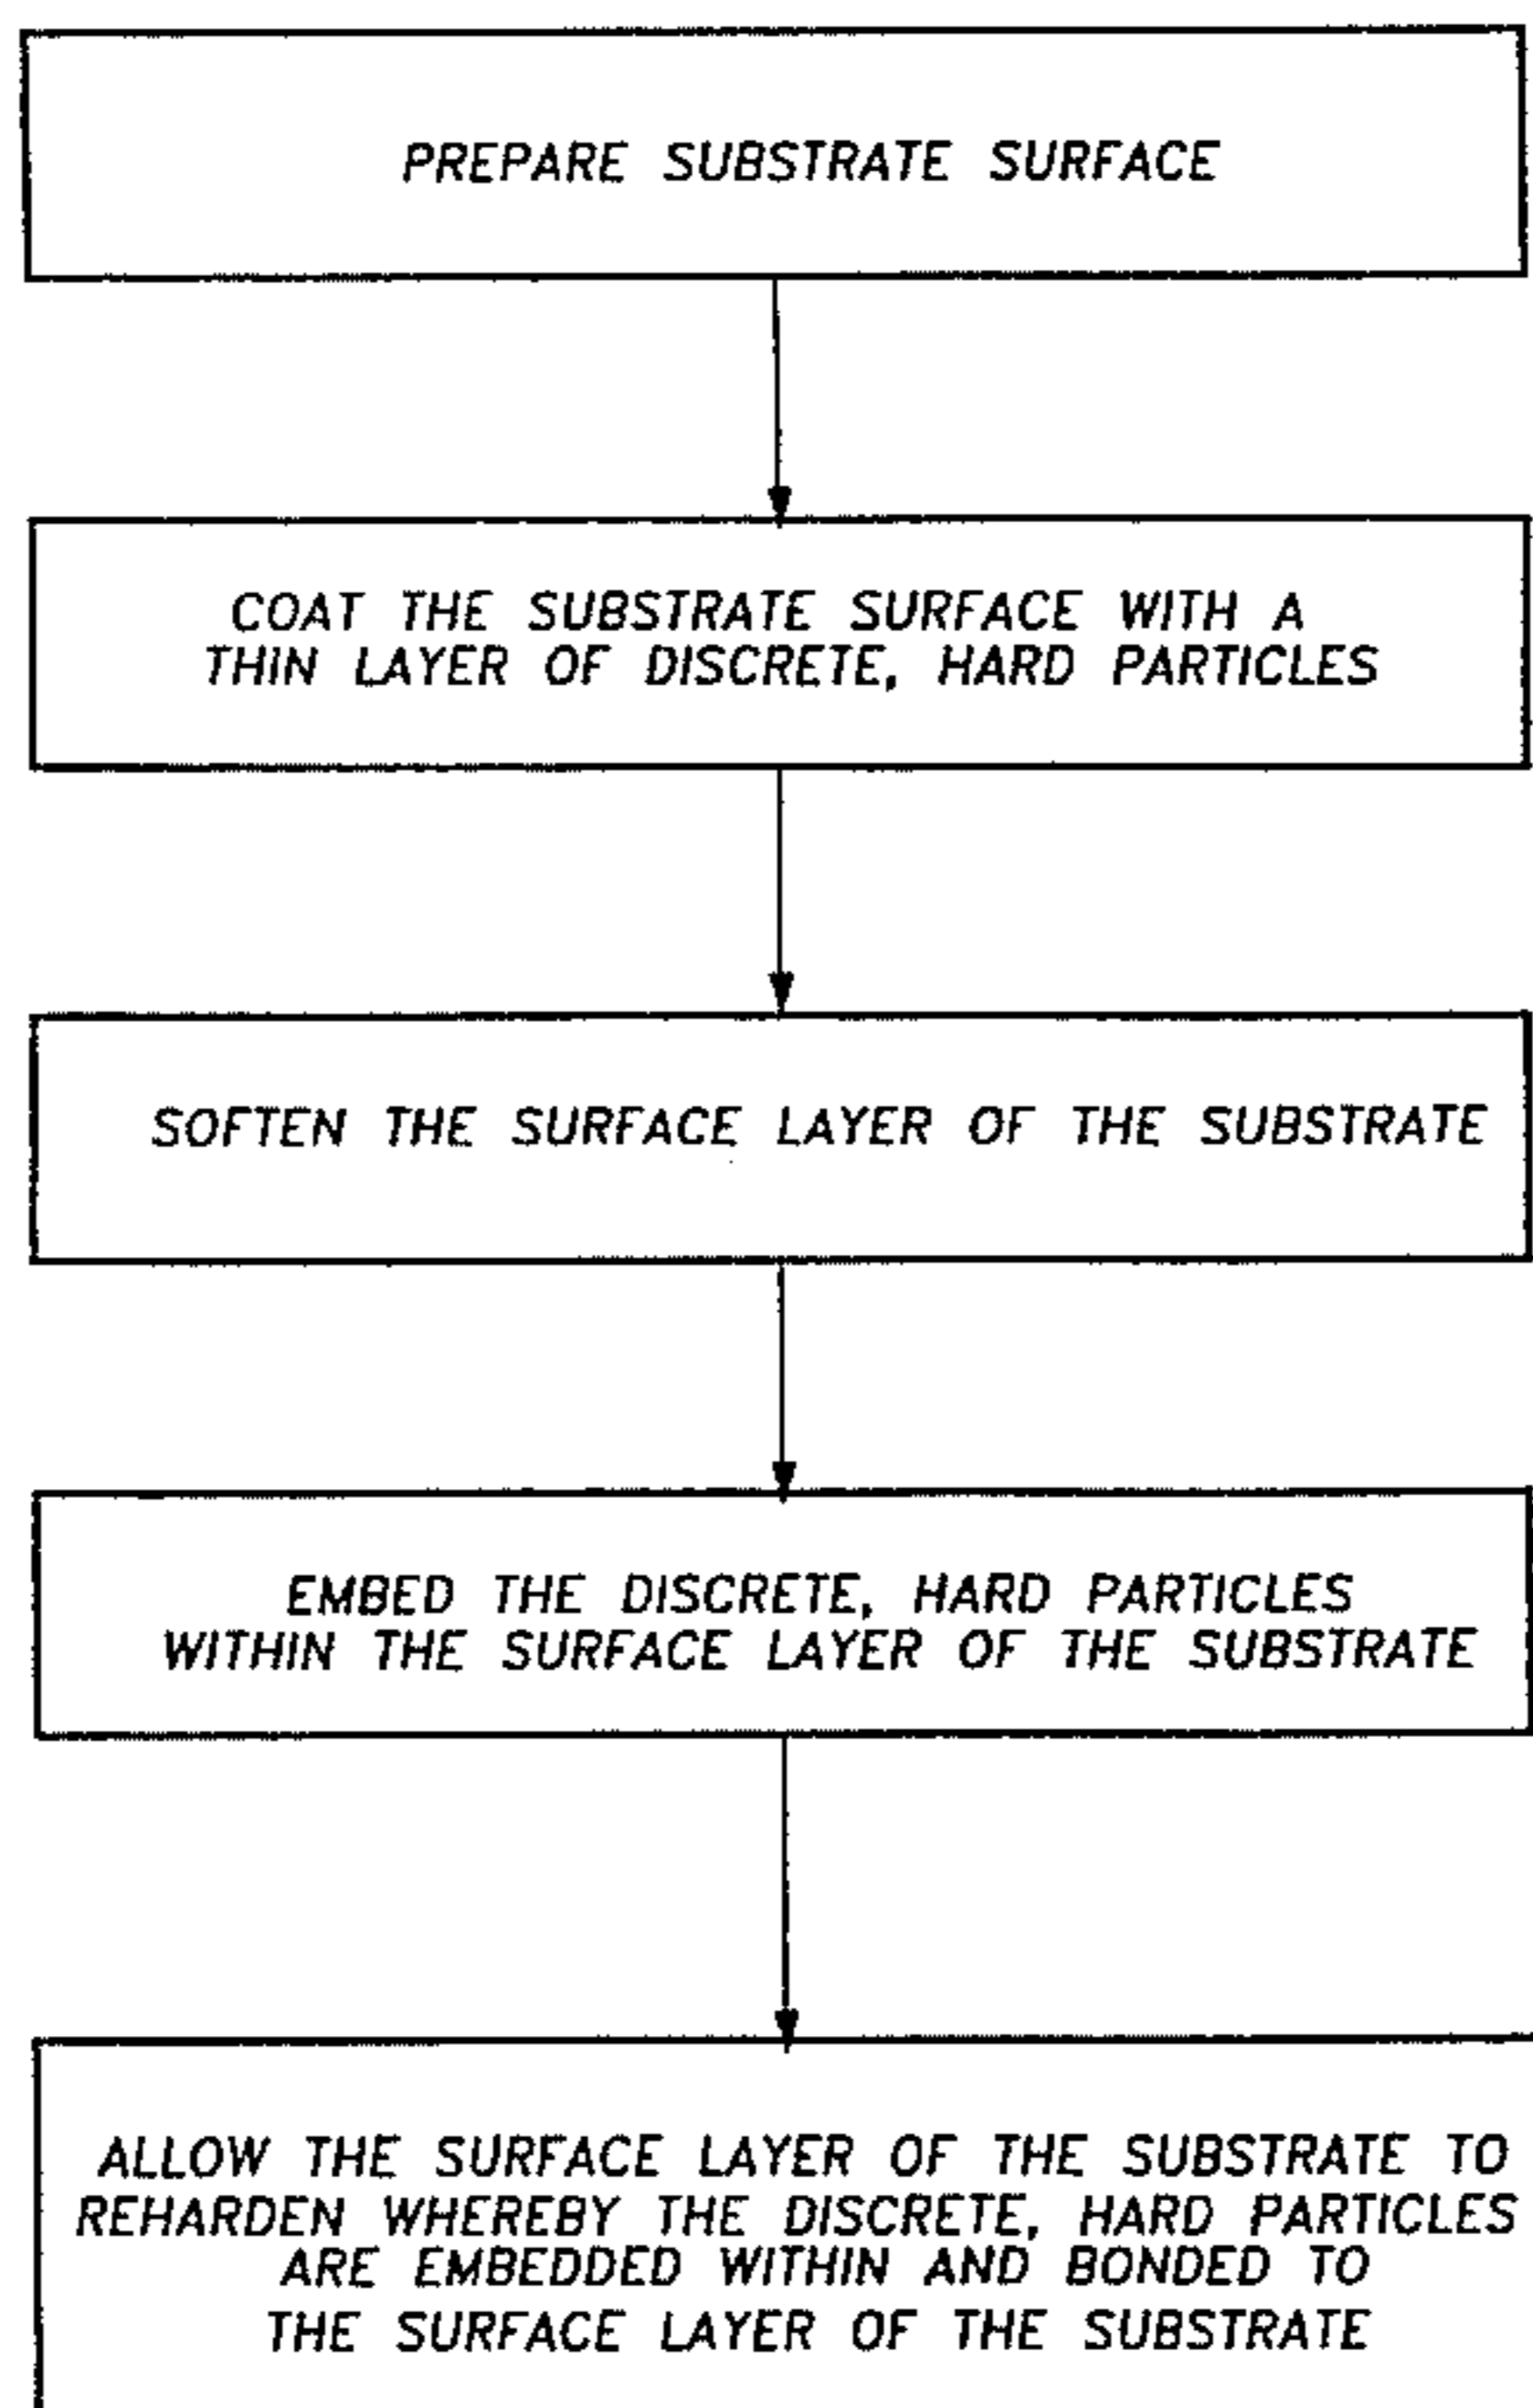 PREPARE SUBSTRATE SURFACE
COAT THE SUBSTRATE SURFACE WITH A
THIN LAYER OF DISCRETE, HARD PARTICLES
SOFTEN THE SURFACE LAYER OF THE SUBSTRATE
EMBED THE DISCRETE, HARD PARTICLES
WITHIN THE SURFACE LAYER OF THE SUBSTRATE
ALLOW THE SURFACE LAYER OF THE SUBSTRATE TO
REHARDEN WHEREBY THE DISCRETE, HARD PARTICLES
ARE EMBEDDED WITHIN AND BONDED TO
THE SURFACE LAYER OF THE SUBSTRATE